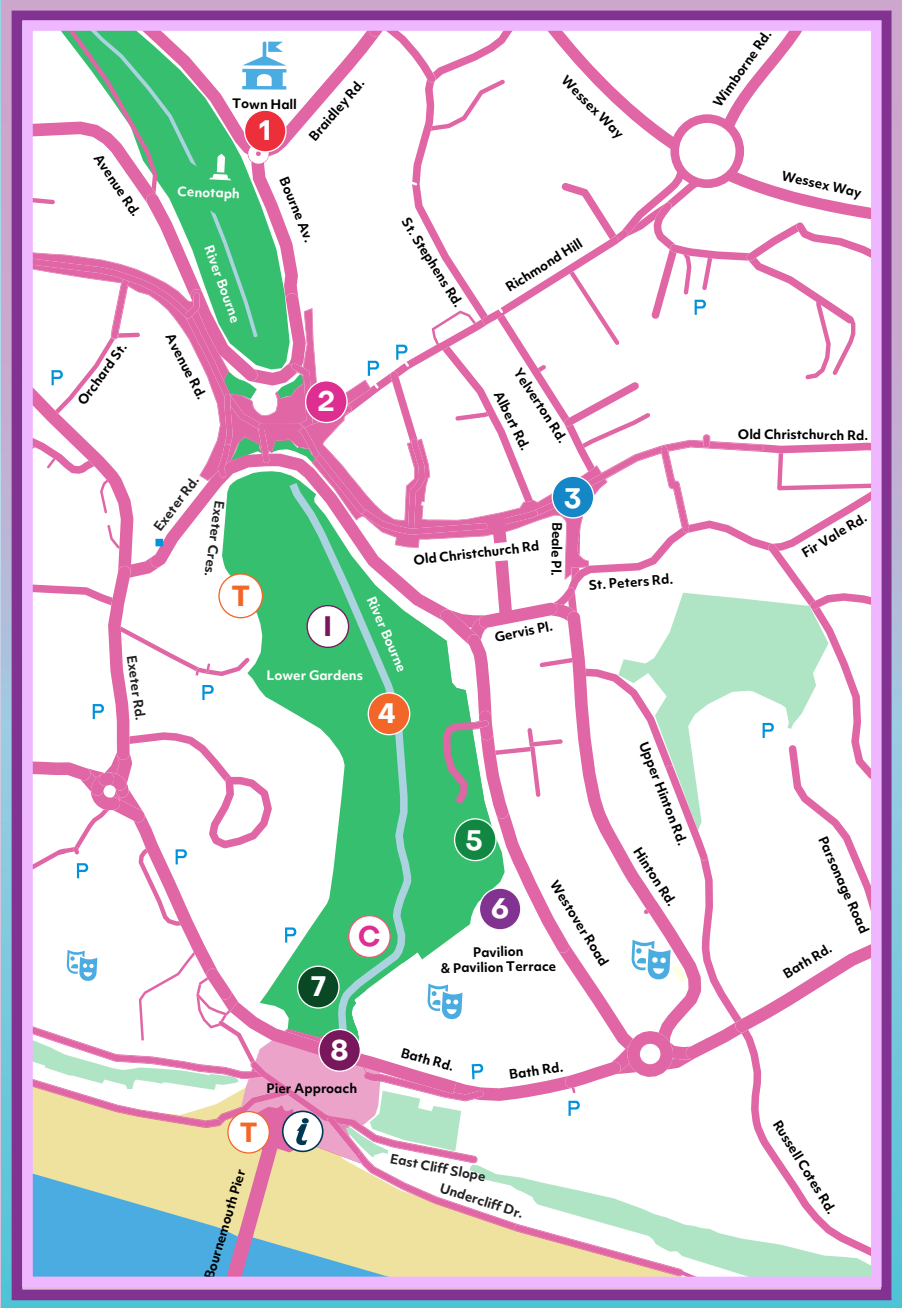 Town Hall
1
Braidley Rd.
Wessex Way
Wimborne Rd.
Wessex Way
Avenue Rd.
Cenotaph
Bourne Av.
River Bourne
St. Stephens Rd.
Richmond Hill
P
Orchard St.
P
Avenue Rd.
P
P
2
Yelverton Rd.
Albert Rd.
Old Christchurch Rd.
3
Exeter Rd.
Exeter Cres.
Old Christchurch Rd
Beale Pl.
Fir Vale Rd.
St. Peters Rd.
T
I
River Bourne
Gervis Pl.
Lower Gardens
Exeter Rd.
P
P
4
P
Upper Hinton Rd.
5
P
P
Hinton Rd.
Parsonage Road
6
Westover Road
P
C
Pavilion
& Pavilion Terrace
Bath Rd.
7
8
Bath Rd.
P
Bath Rd.
P
Pier Approach
T
i
East Cliff Slope
Undercliff Dr.
Russell Cotes Rd.
Bournemouth Pier